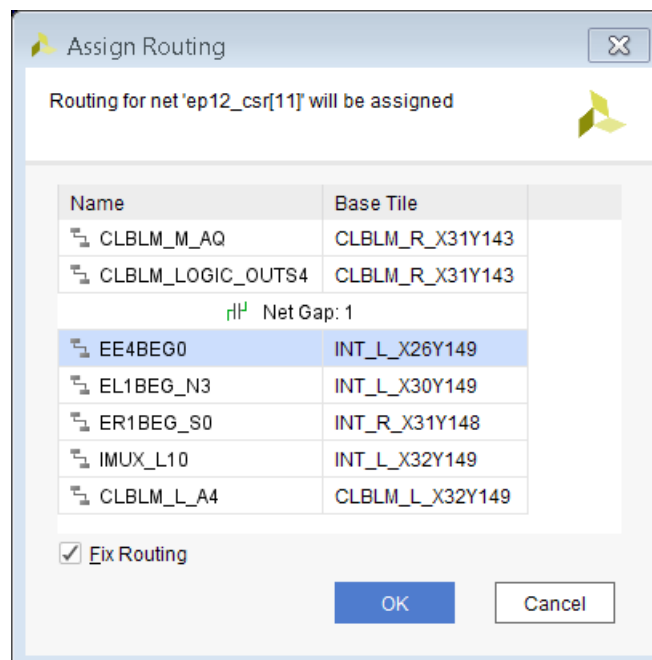 Assign Routing
Routing for net 'ep12_csr[11]' will be assigned
Name Base Tile
CLBLM_M_AQ CLBLM_R_X31Y143
CLBLM_LOGIC_OUTS4 CLBLM_R_X31Y143
Net Gap: 1
EE4BEG0 INT_L_X26Y149
EL1BEG_N3 INT_L_X30Y149
ER1BEG_S0 INT_R_X31Y148
IMUX_L10 INT_L_X32Y149
CLBLM_L_A4 CLBLM_L_X32Y149
Fix Routing
OK Cancel